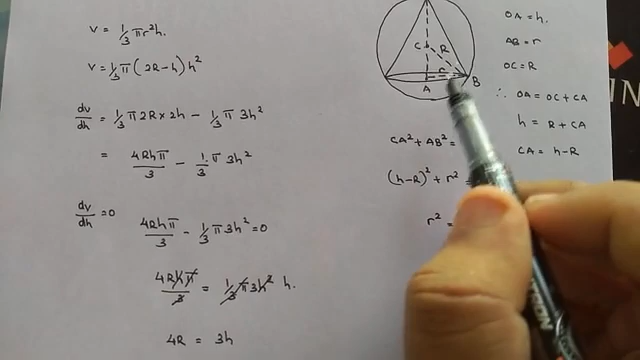 V = 1/3 πr²h.
V = 1/3 π(2R-h)h²
dv/dh = 1/3 π 2R × 2h - 1/3 π 3h²
= 4Rhπ/3 - 1/3 π 3h²
dv/dh = 0
4Rhπ/3 - 1/3 π 3h² = 0
4Rhπ/3 = 1/3 π 3h² h.
4R = 3h
C
R
r
A
B
OA = h.
AB = r
OC = R
∴ OA = OC + CA
h = R + CA
CA = h-R
CA² + AB² =
(h-R)² + r² =
r² =